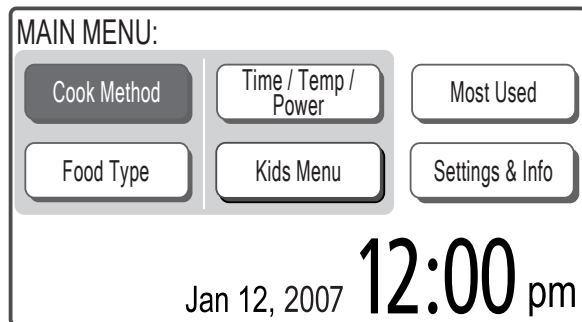 MAIN MENU:
Cook Method
Time / Temp /
Power
Most Used
Food Type
Kids Menu
Settings & Info
Jan 12, 2007 12:00 pm